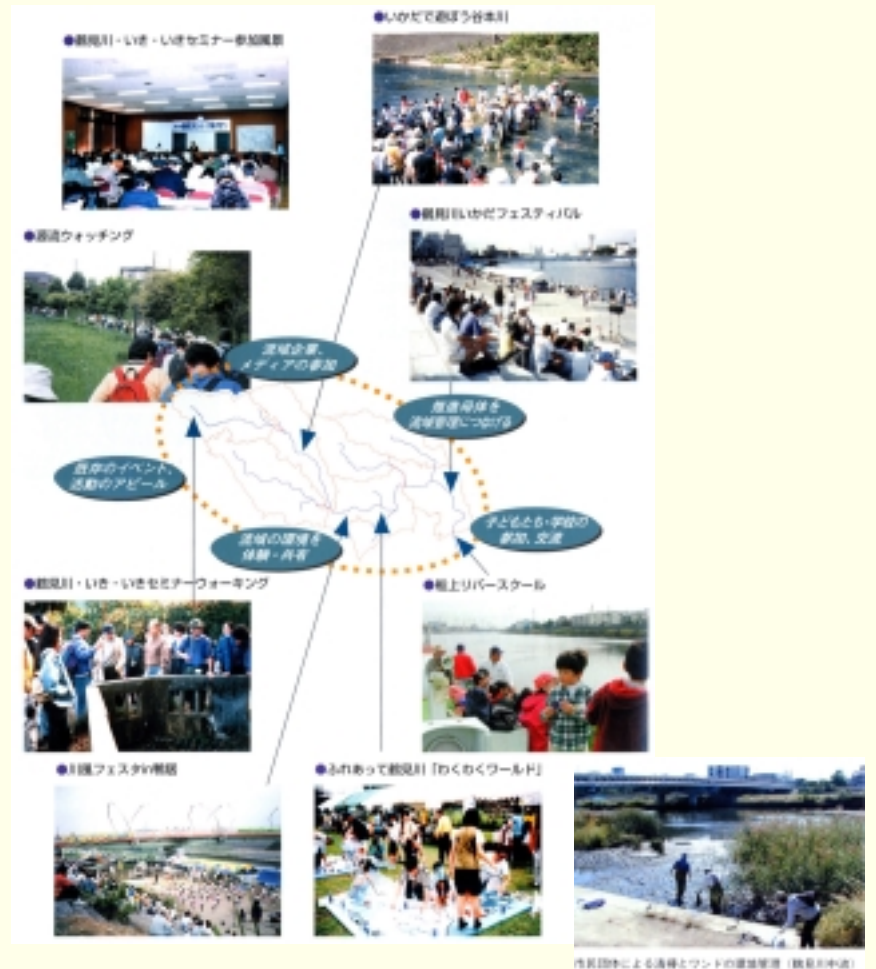 ●いかだで遊ぼう谷本川
●鶴見川・いき・いきセミナー参加風景
●鶴見川いかだフェスティバル
●源流ウォッチング
流域企業、
メディアの参加
推進母体を
流域管理につなげる
既存のイベント、
活動のアピール
流域の環境を
体験・共有
子どもたち・学校の
参加、交流
●鶴見川・いき・いきセミナーウォーキング
●船上リバースクール
●川風フェスタin鴨居
●ふれあって鶴見川「わくわくワールド」
市民団体による清掃とワンドの環境管理(鶴見川中流)